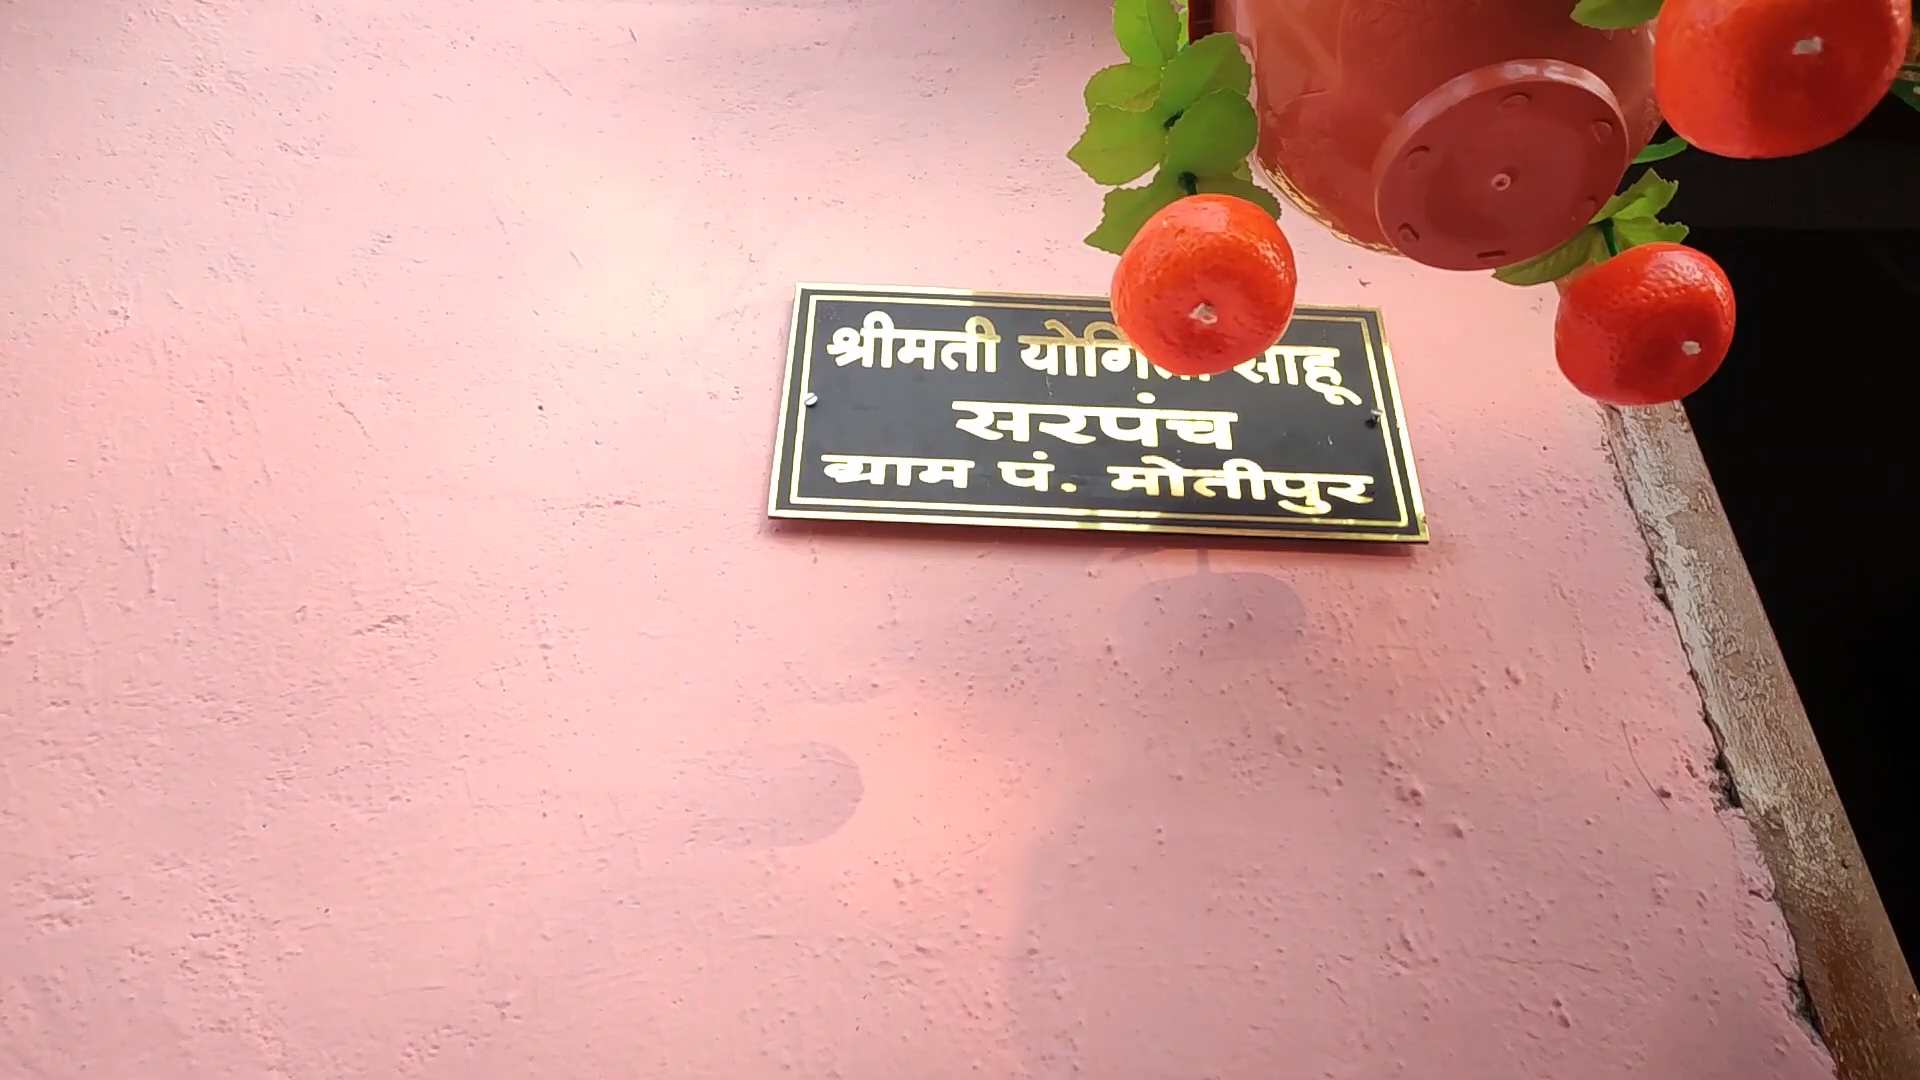 श्रीमती साहू
सरपंच
ग्राम पं. मोतीपुर